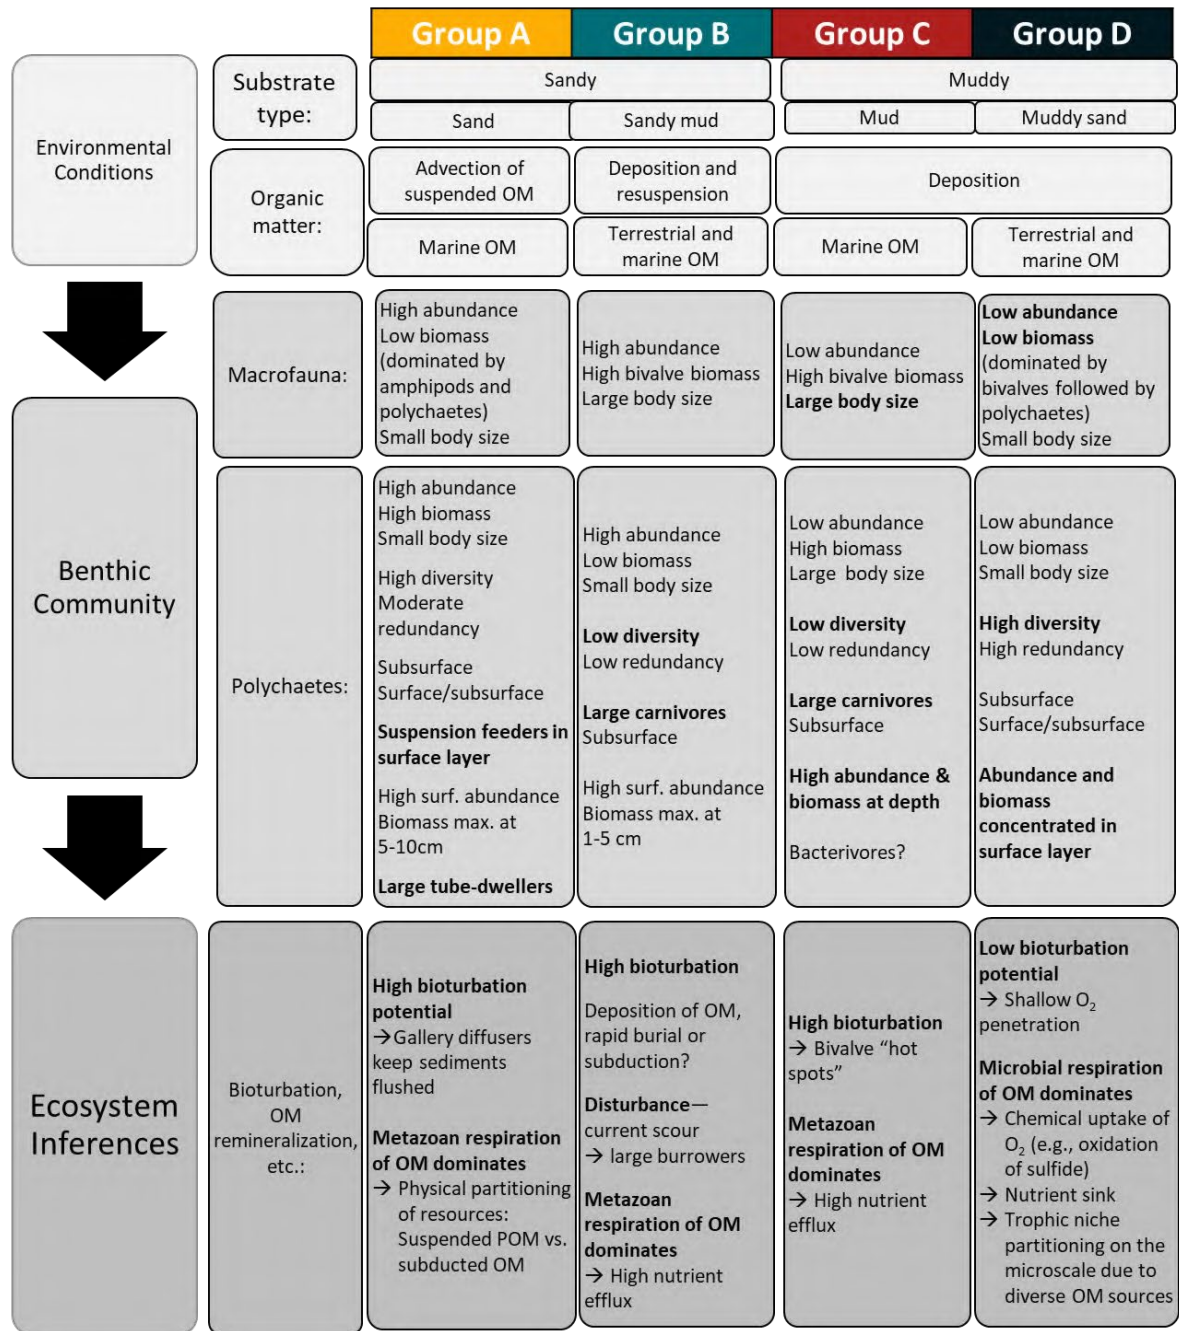 Group A
Group B
Group C
Group D
Environmental
Conditions
Substrate
type:
Sandy
Muddy
Sand
Sandy mud
Mud
Muddy sand
Organic
matter:
Advection of
suspended OM
Deposition and
resuspension
Deposition
Marine OM
Terrestrial and
marine OM
Marine OM
Terrestrial and
marine OM
Benthic
Community
Macrofauna:
High abundance
Low biomass
(dominated by
amphipods and
polychaetes)
Small body size
High abundance
High bivalve biomass
Large body size
Low abundance
High bivalve biomass
Large body size
Low abundance
Low biomass
(dominated by
bivalves followed by
polychaetes)
Small body size
Polychaetes:
High abundance
High biomass
Small body size
High diversity
Moderate
redundancy
Subsurface
Surface/subsurface
Suspension feeders in
surface layer
High surf. abundance
Biomass max. at
5-10cm
Large tube-dwellers
High abundance
Low biomass
Small body size
Low diversity
Low redundancy
Large carnivores
Subsurface
High surf. abundance
Biomass max. at
1-5 cm
Low abundance
High biomass
Large body size
Low diversity
Low redundancy
Large carnivores
Subsurface
High abundance &
biomass at depth
Bacterivores?
Low abundance
Low biomass
Small body size
High diversity
High redundancy
Subsurface
Surface/subsurface
Abundance and
biomass
concentrated in
surface layer
Ecosystem
Inferences
Bioturbation,
OM
remineralization,
etc.:
High bioturbation
potential
→Gallery diffusers
keep sediments
flushed
Metazoan respiration
of OM dominates
→ Physical partitioning
of resources:
Suspended POM vs.
subducted OM
High bioturbation
Deposition of OM,
rapid burial or
subduction?
Disturbance—
current scour
→ large burrowers
Metazoan
respiration of OM
dominates
→ High nutrient
efflux
High bioturbation
→ Bivalve “hot
spots”
Metazoan
respiration of OM
dominates
→ High nutrient
efflux
Low bioturbation
potential
→ Shallow O₂
penetration
Microbial respiration
of OM dominates
→ Chemical uptake of
O₂ (e.g., oxidation
of sulfide)
→ Nutrient sink
→ Trophic niche
partitioning on the
microscale due to
diverse OM sources